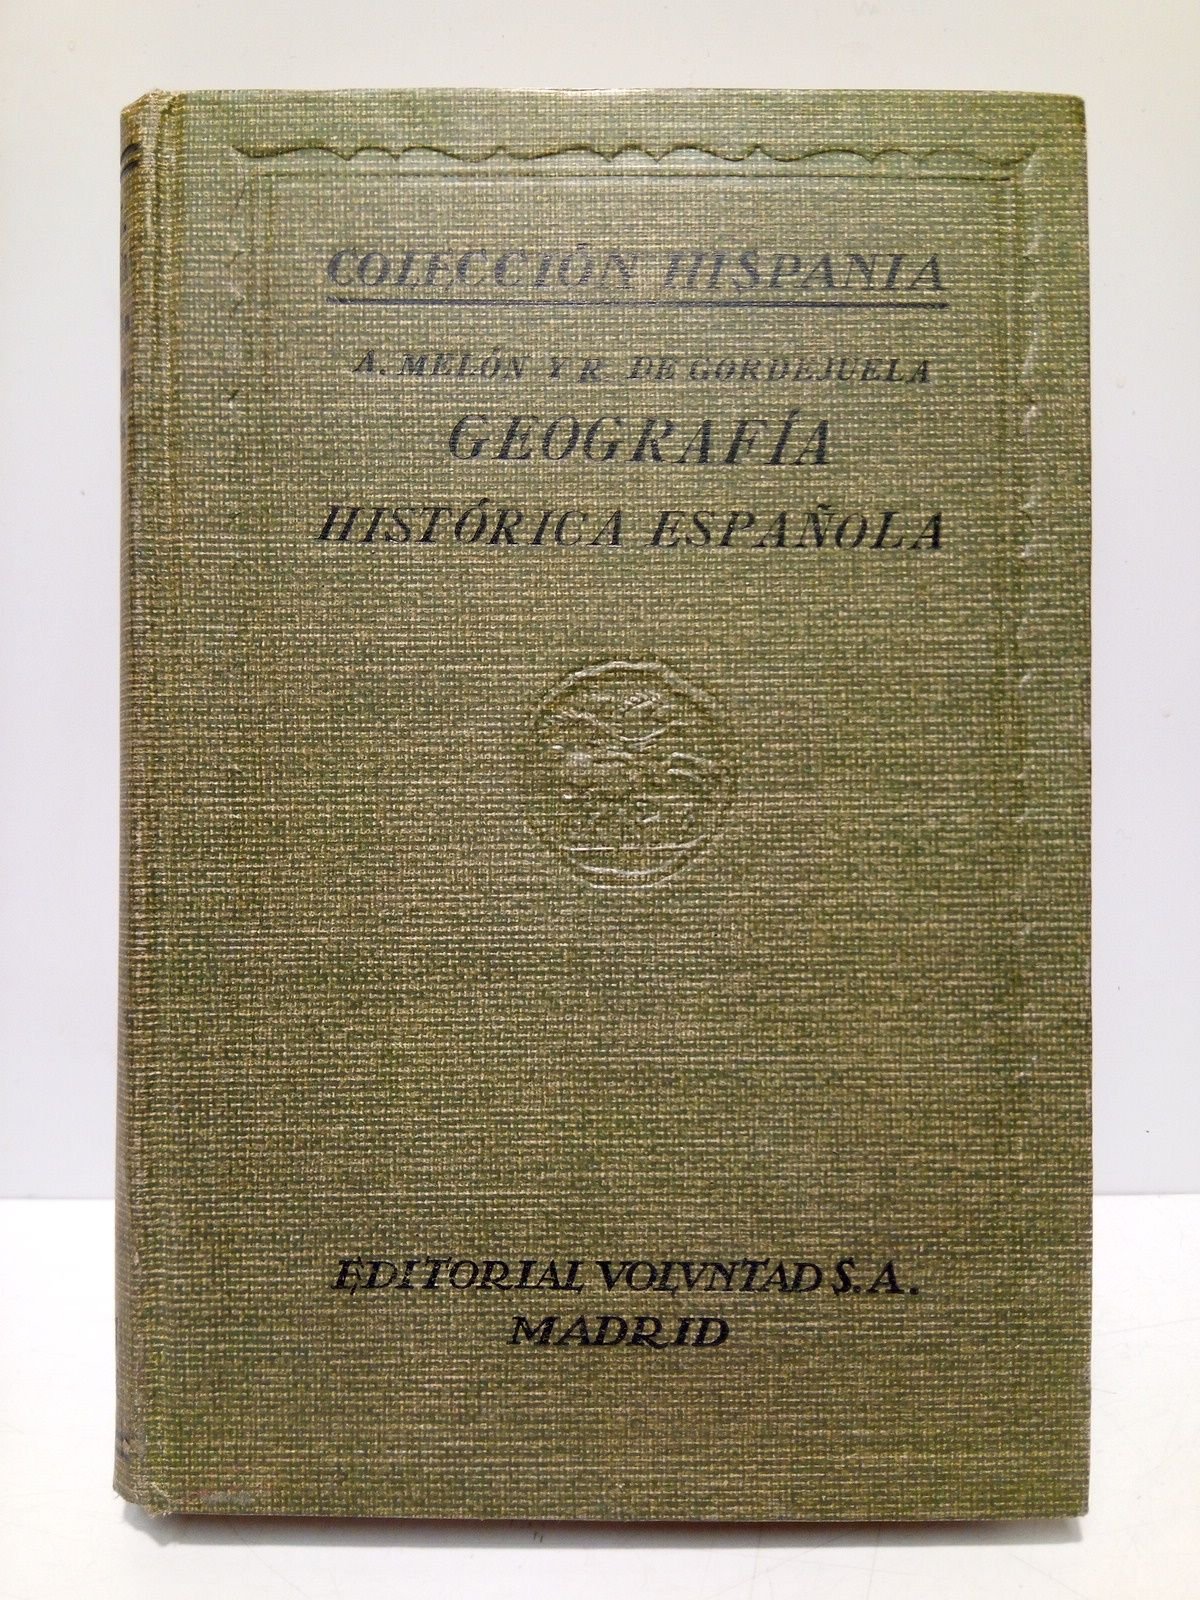 COLECCIÓN HISPANIA
A. MELÓN Y R. DE GORDEJUELA
GEOGRAFÍA
HISTÓRICA ESPAÑOLA
EDITORIAL VOLVNTAD S.A.
MADRID